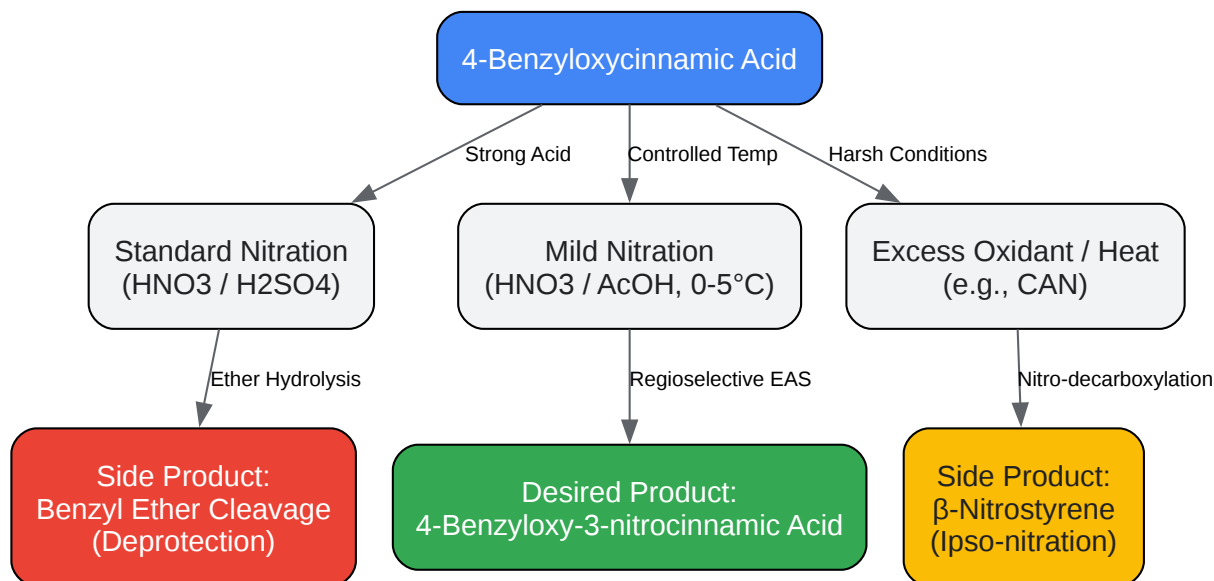 4-Benzyloxycinnamic Acid
Strong Acid
Controlled Temp
Harsh Conditions
Standard Nitration
(HNO3 / H2SO4)
Mild Nitration
(HNO3 / AcOH, 0-5°C)
Excess Oxidant / Heat
(e.g., CAN)
Ether Hydrolysis
Regioselective EAS
Nitro-decarboxylation
Side Product:
Benzyl Ether Cleavage
(Deprotection)
Desired Product:
4-Benzyloxy-3-nitrocinnamic Acid
Side Product:
β-Nitrostyrene
(Ipso-nitration)